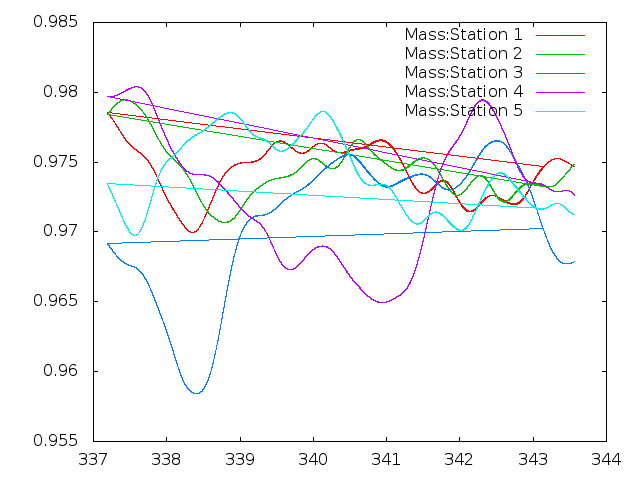 0.985
Mass:Station 1
Mass:Station 2
Mass:Station 3
Mass:Station 4
Mass:Station 5
0.98
0.975
0.97
0.965
0.96
0.955
337 338 339 340 341 342 343 344